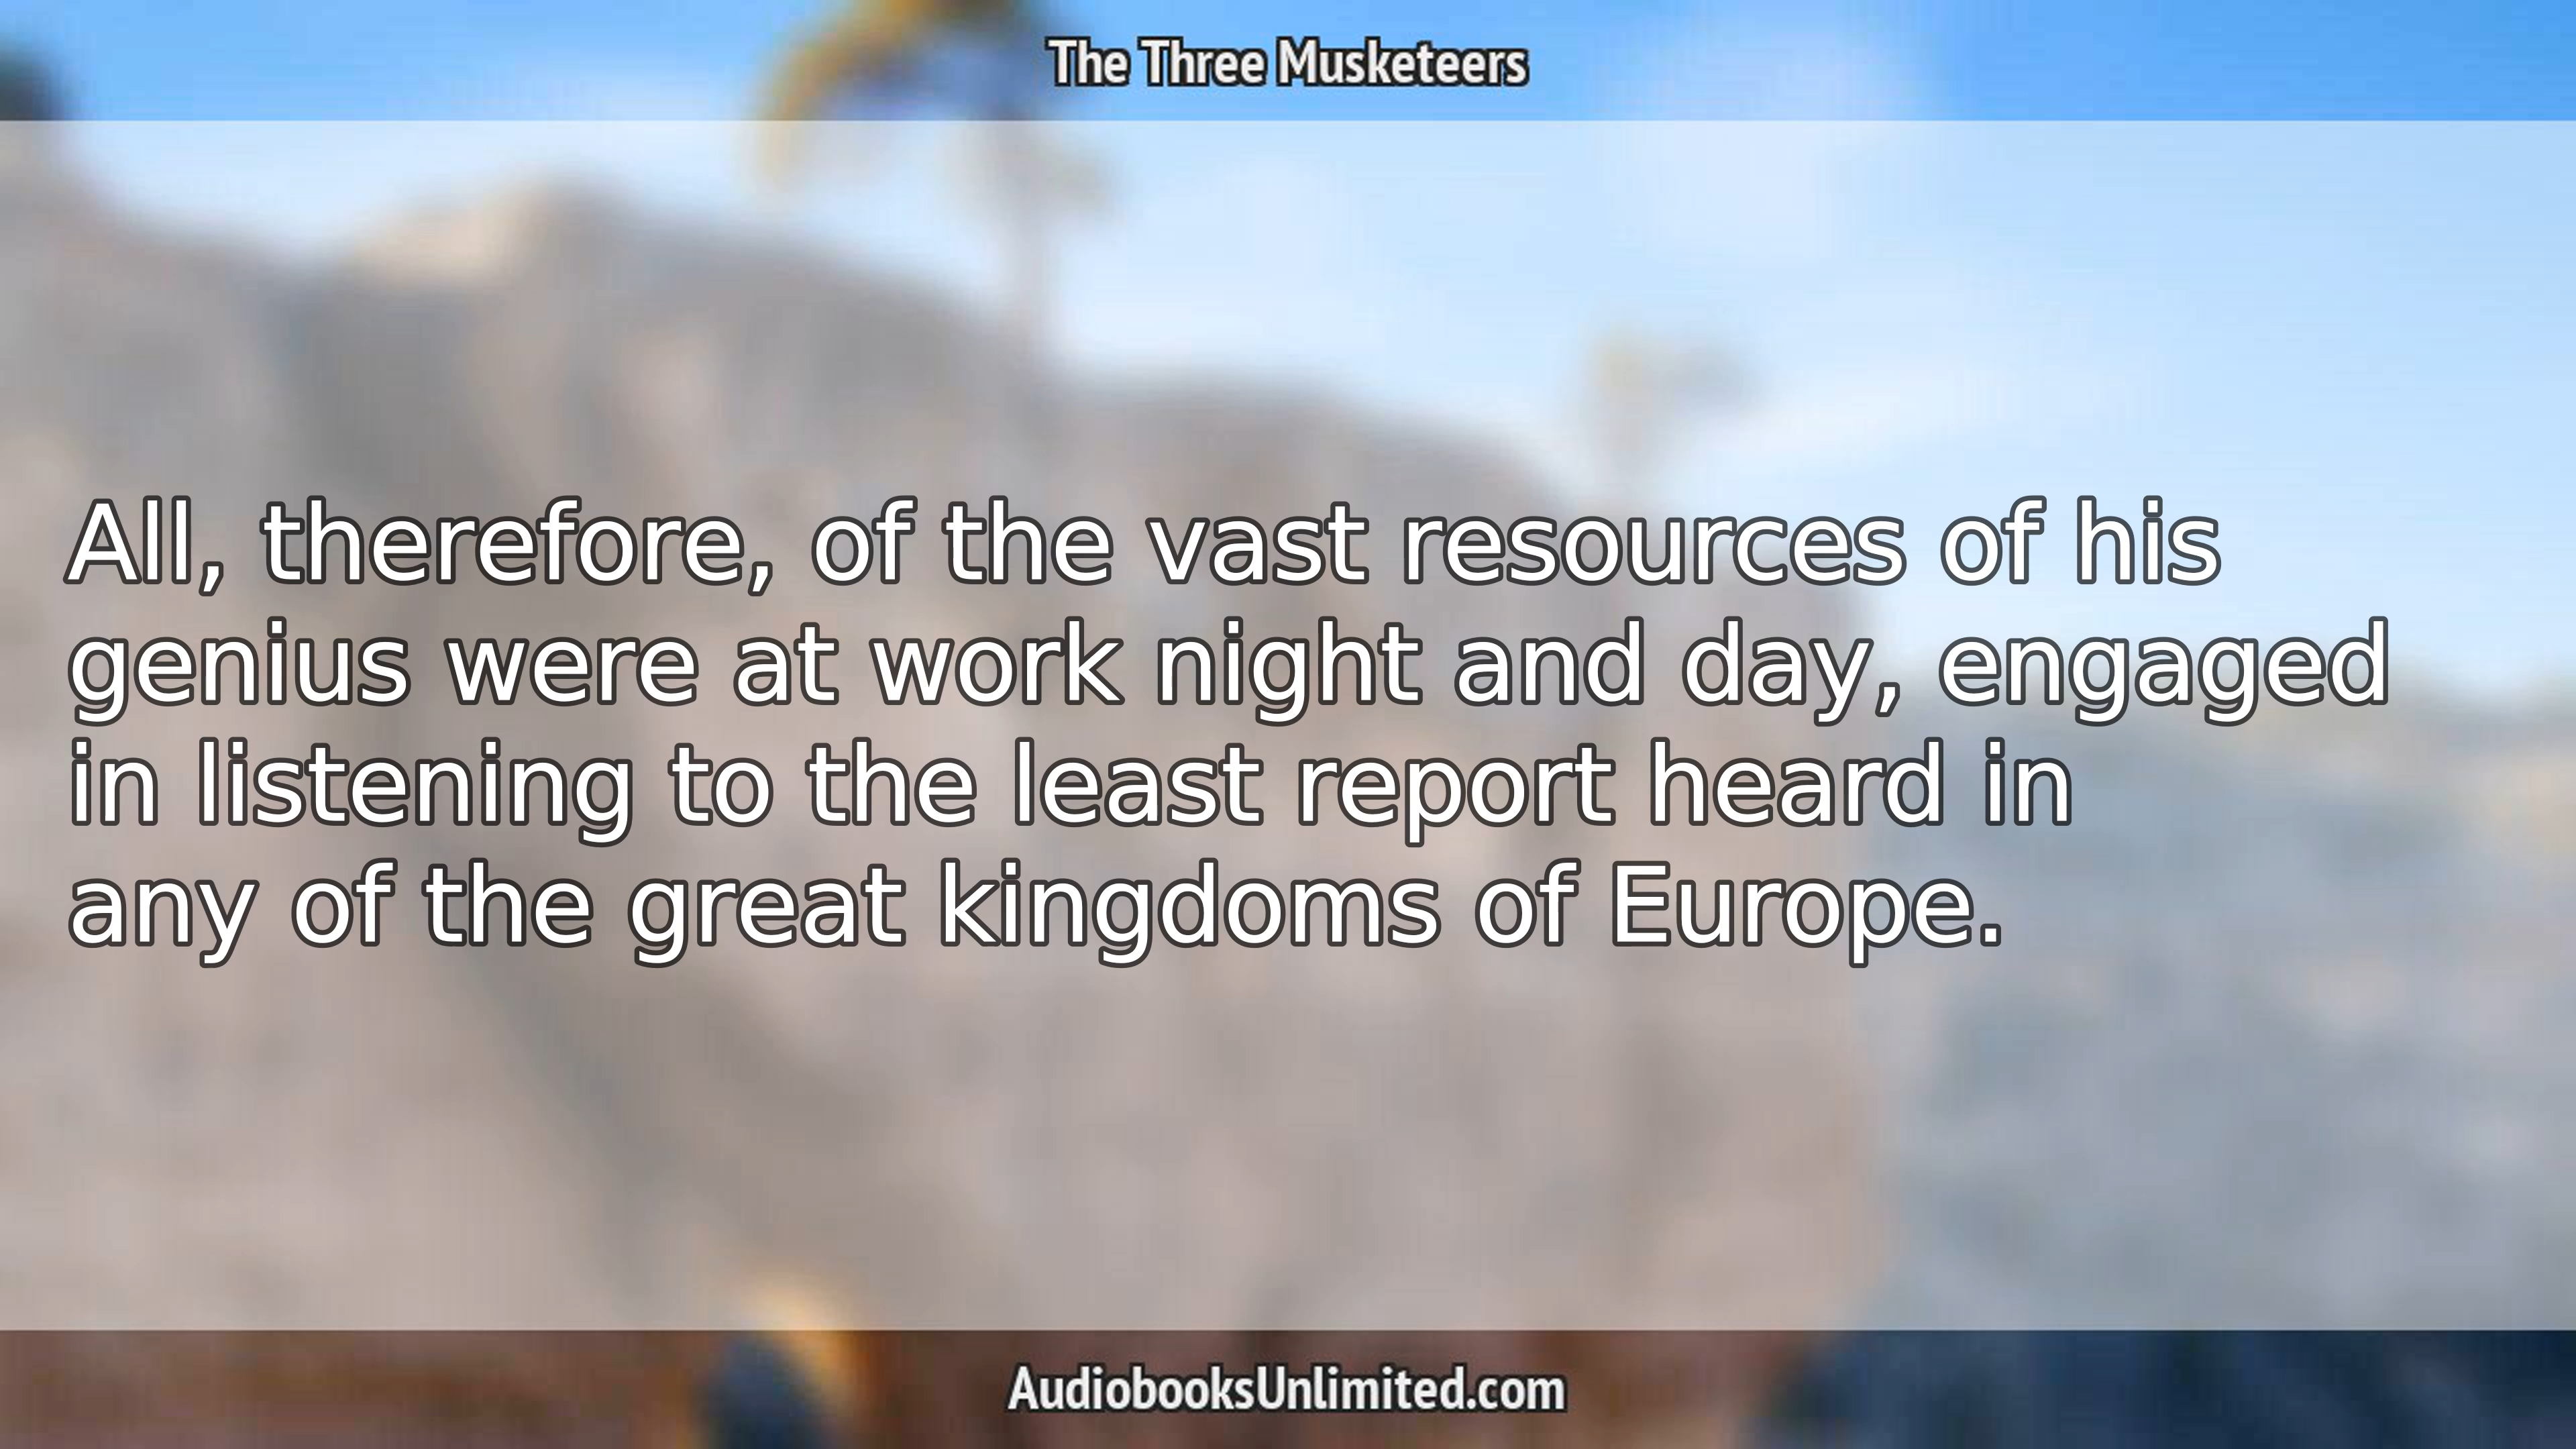 The Three Musketeers
All, therefore, of the vast resources of his
genius were at work night and day, engaged
in listening to the least report heard in
any of the great kingdoms of Europe.
AudiobooksUnlimited.com